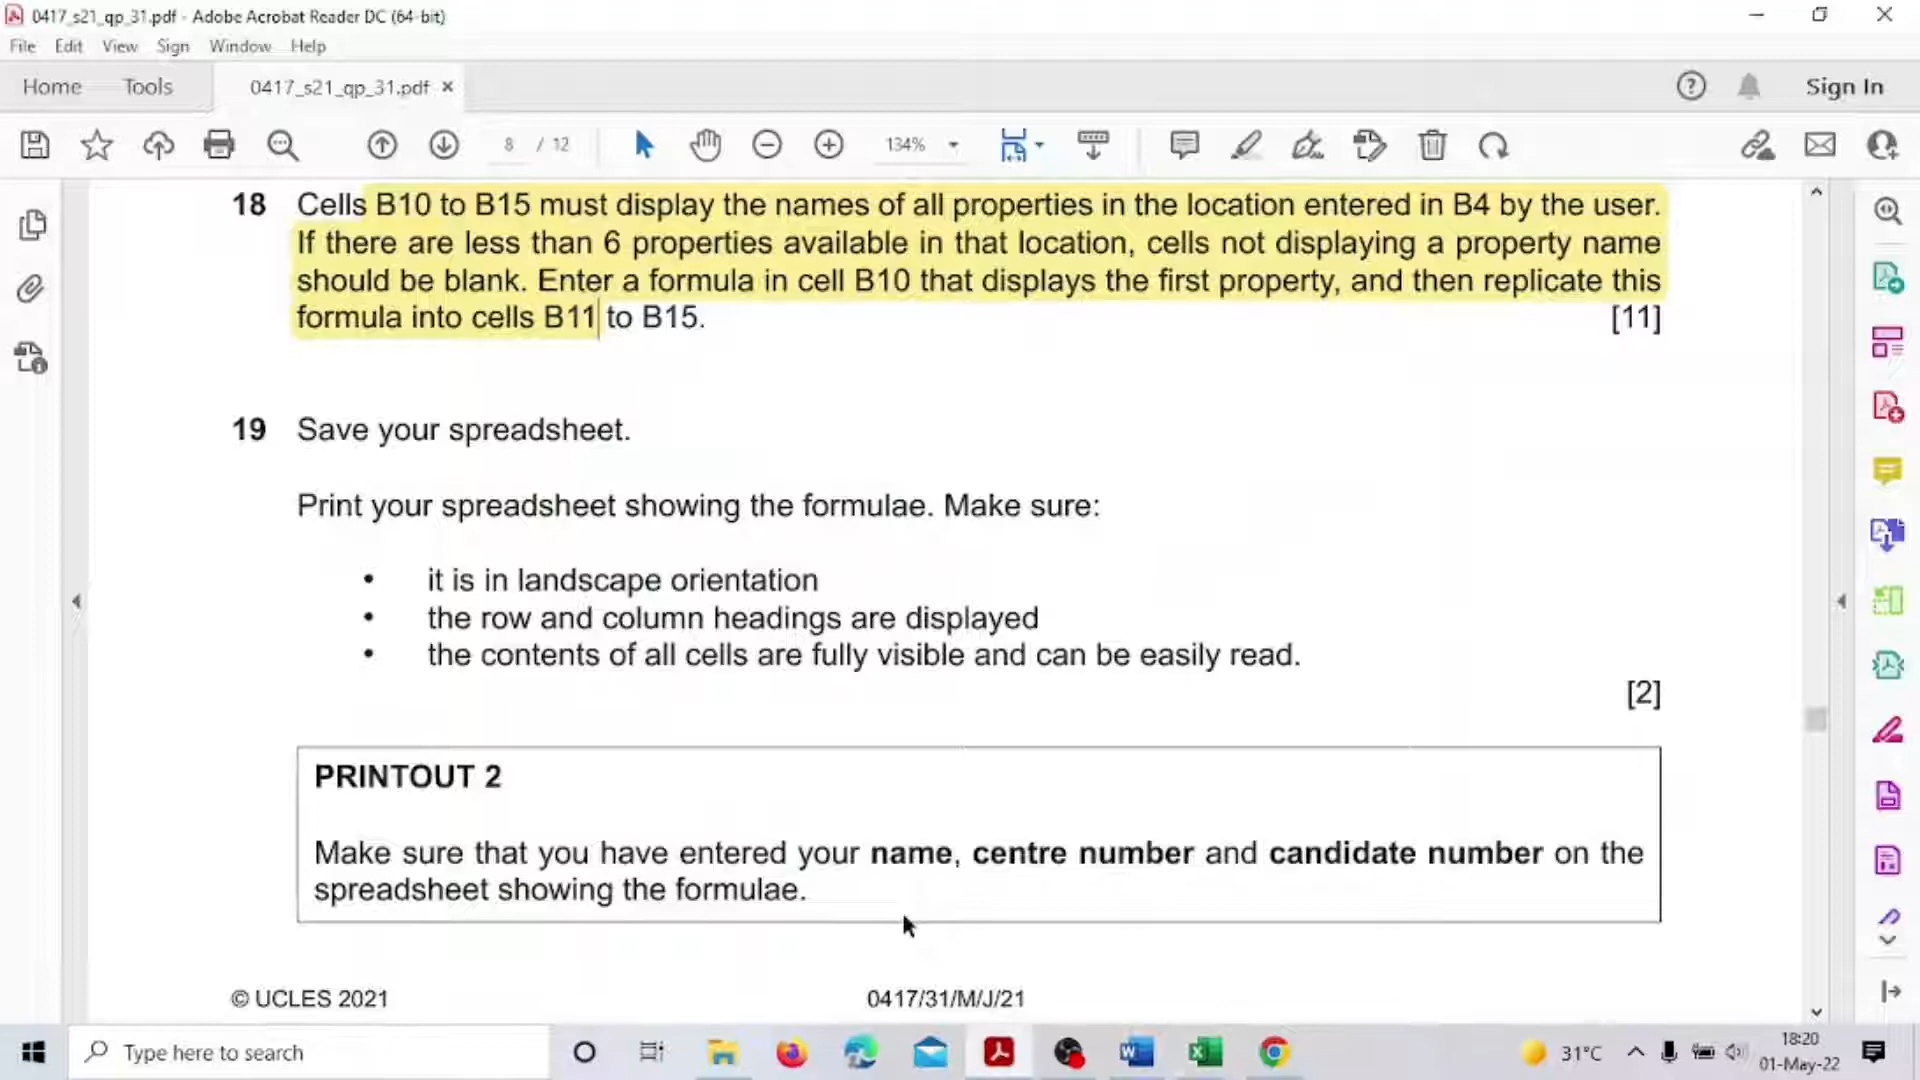 0417_s21_qp_31.pdf - Adobe Acrobat Reader DC (64-bit)
File Edit View Sign Window Help
Home Tools 0417_s21_qp_31.pdf × Sign In
8 / 12 134%
18 Cells B10 to B15 must display the names of all properties in the location entered in B4 by the user.
If there are less than 6 properties available in that location, cells not displaying a property name
should be blank. Enter a formula in cell B10 that displays the first property, and then replicate this
formula into cells B11 to B15. [11]
19 Save your spreadsheet.
Print your spreadsheet showing the formulae. Make sure:
• it is in landscape orientation
• the row and column headings are displayed
• the contents of all cells are fully visible and can be easily read.
[2]
PRINTOUT 2
Make sure that you have entered your name, centre number and candidate number on the
spreadsheet showing the formulae.
© UCLES 2021 0417/31/M/J/21
Type here to search 31°C 18:20
01-May-22